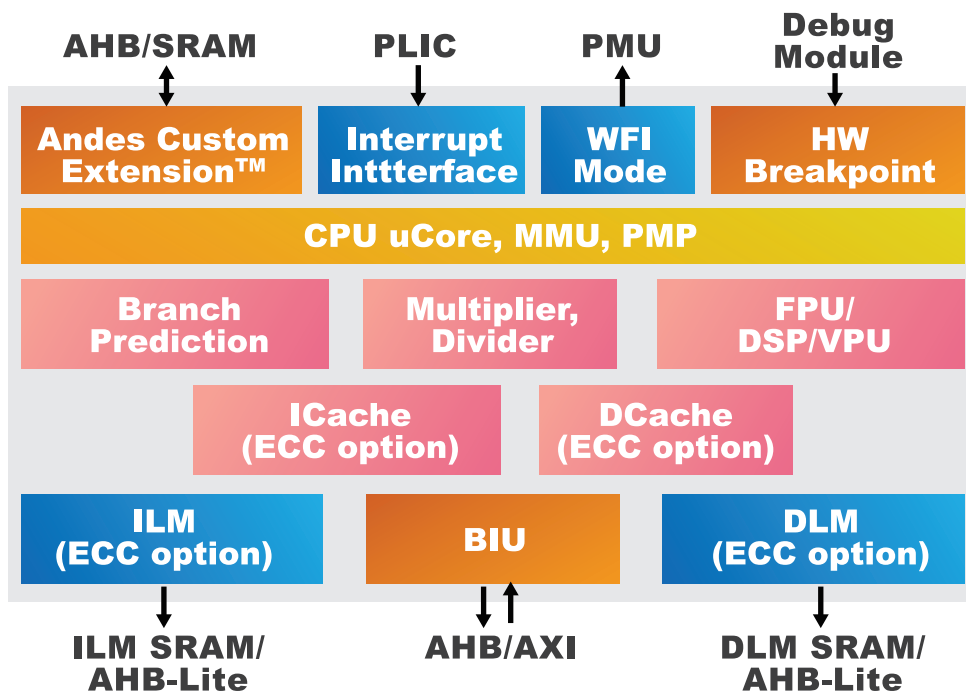 AHB/SRAM
PLIC
PMU
Debug
Module
Andes Custom
Extension™
Interrupt
Inttterface
WFI
Mode
HW
Breakpoint
CPU uCore, MMU, PMP
Branch
Prediction
Multiplier,
Divider
FPU/
DSP/VPU
ICache
(ECC option)
DCache
(ECC option)
ILM
(ECC option)
BIU
DLM
(ECC option)
ILM SRAM/
AHB-Lite
AHB/AXI
DLM SRAM/
AHB-Lite